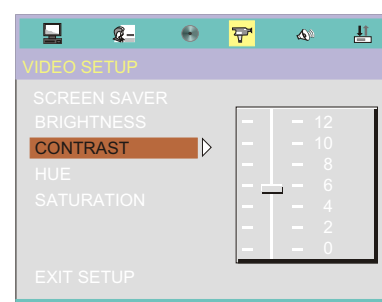 VIDEO SETUP
SCREEN SAVER
BRIGHTNESS
CONTRAST
HUE
SATURATION
EXIT SETUP
12
10
8
6
4
2
0